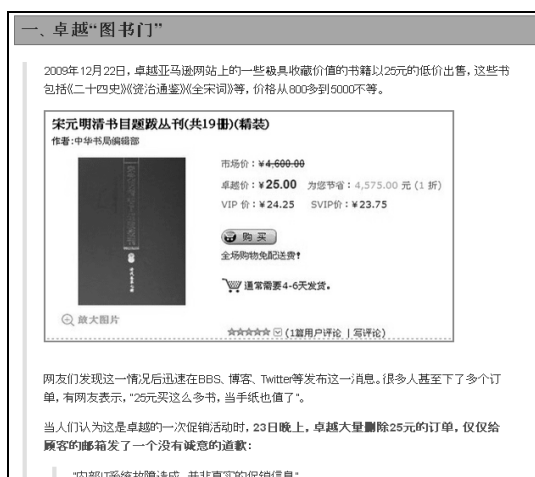 一、卓越“图书门”
2009年12月22日，卓越亚马逊网站上的一些极具收藏价值的书籍以25元的低价出售，这些书
包括《二十四史》《资治通鉴》《全宋词》等，价格从800多到5000不等。
宋元明清书目题跋丛刊(共19册)(精装)
作者:中华书局编辑部
市场价：￥4,600.00
卓越价：￥25.00 为您节省：4,575.00 元 (1 折)
VIP 价：￥24.25 SVIP价：￥23.75
购 买
全场购物免配送费!
通常需要4-6天发货。
放大图片
(1篇用户评论 | 写评论)
网友们发现这一情况后迅速在BBS、博客、Twitter等发布这一消息。很多人甚至下了多个订
单，有网友表示，“25元买这么多书，当手纸也值了”。
当人们认为这是卓越的一次促销活动时，23日晚上，卓越大量删除25元的订单，仅仅给
顾客的邮箱发了一个没有诚意的道歉：
“内部IT系统故障造成，并非真实的促销信息”